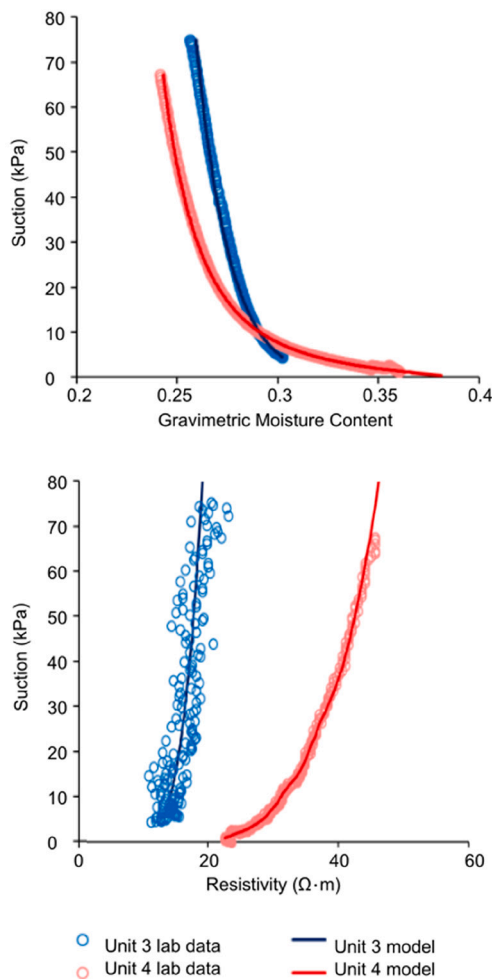 80
70
60
50
40
30
20
10
0
Suction (kPa)
0.2 0.25 0.3 0.35 0.4
Gravimetric Moisture Content
80
70
60
50
40
30
20
10
0
Suction (kPa)
0 20 40 60
Resistivity (Ω·m)
Unit 3 lab data Unit 3 model
Unit 4 lab data Unit 4 model